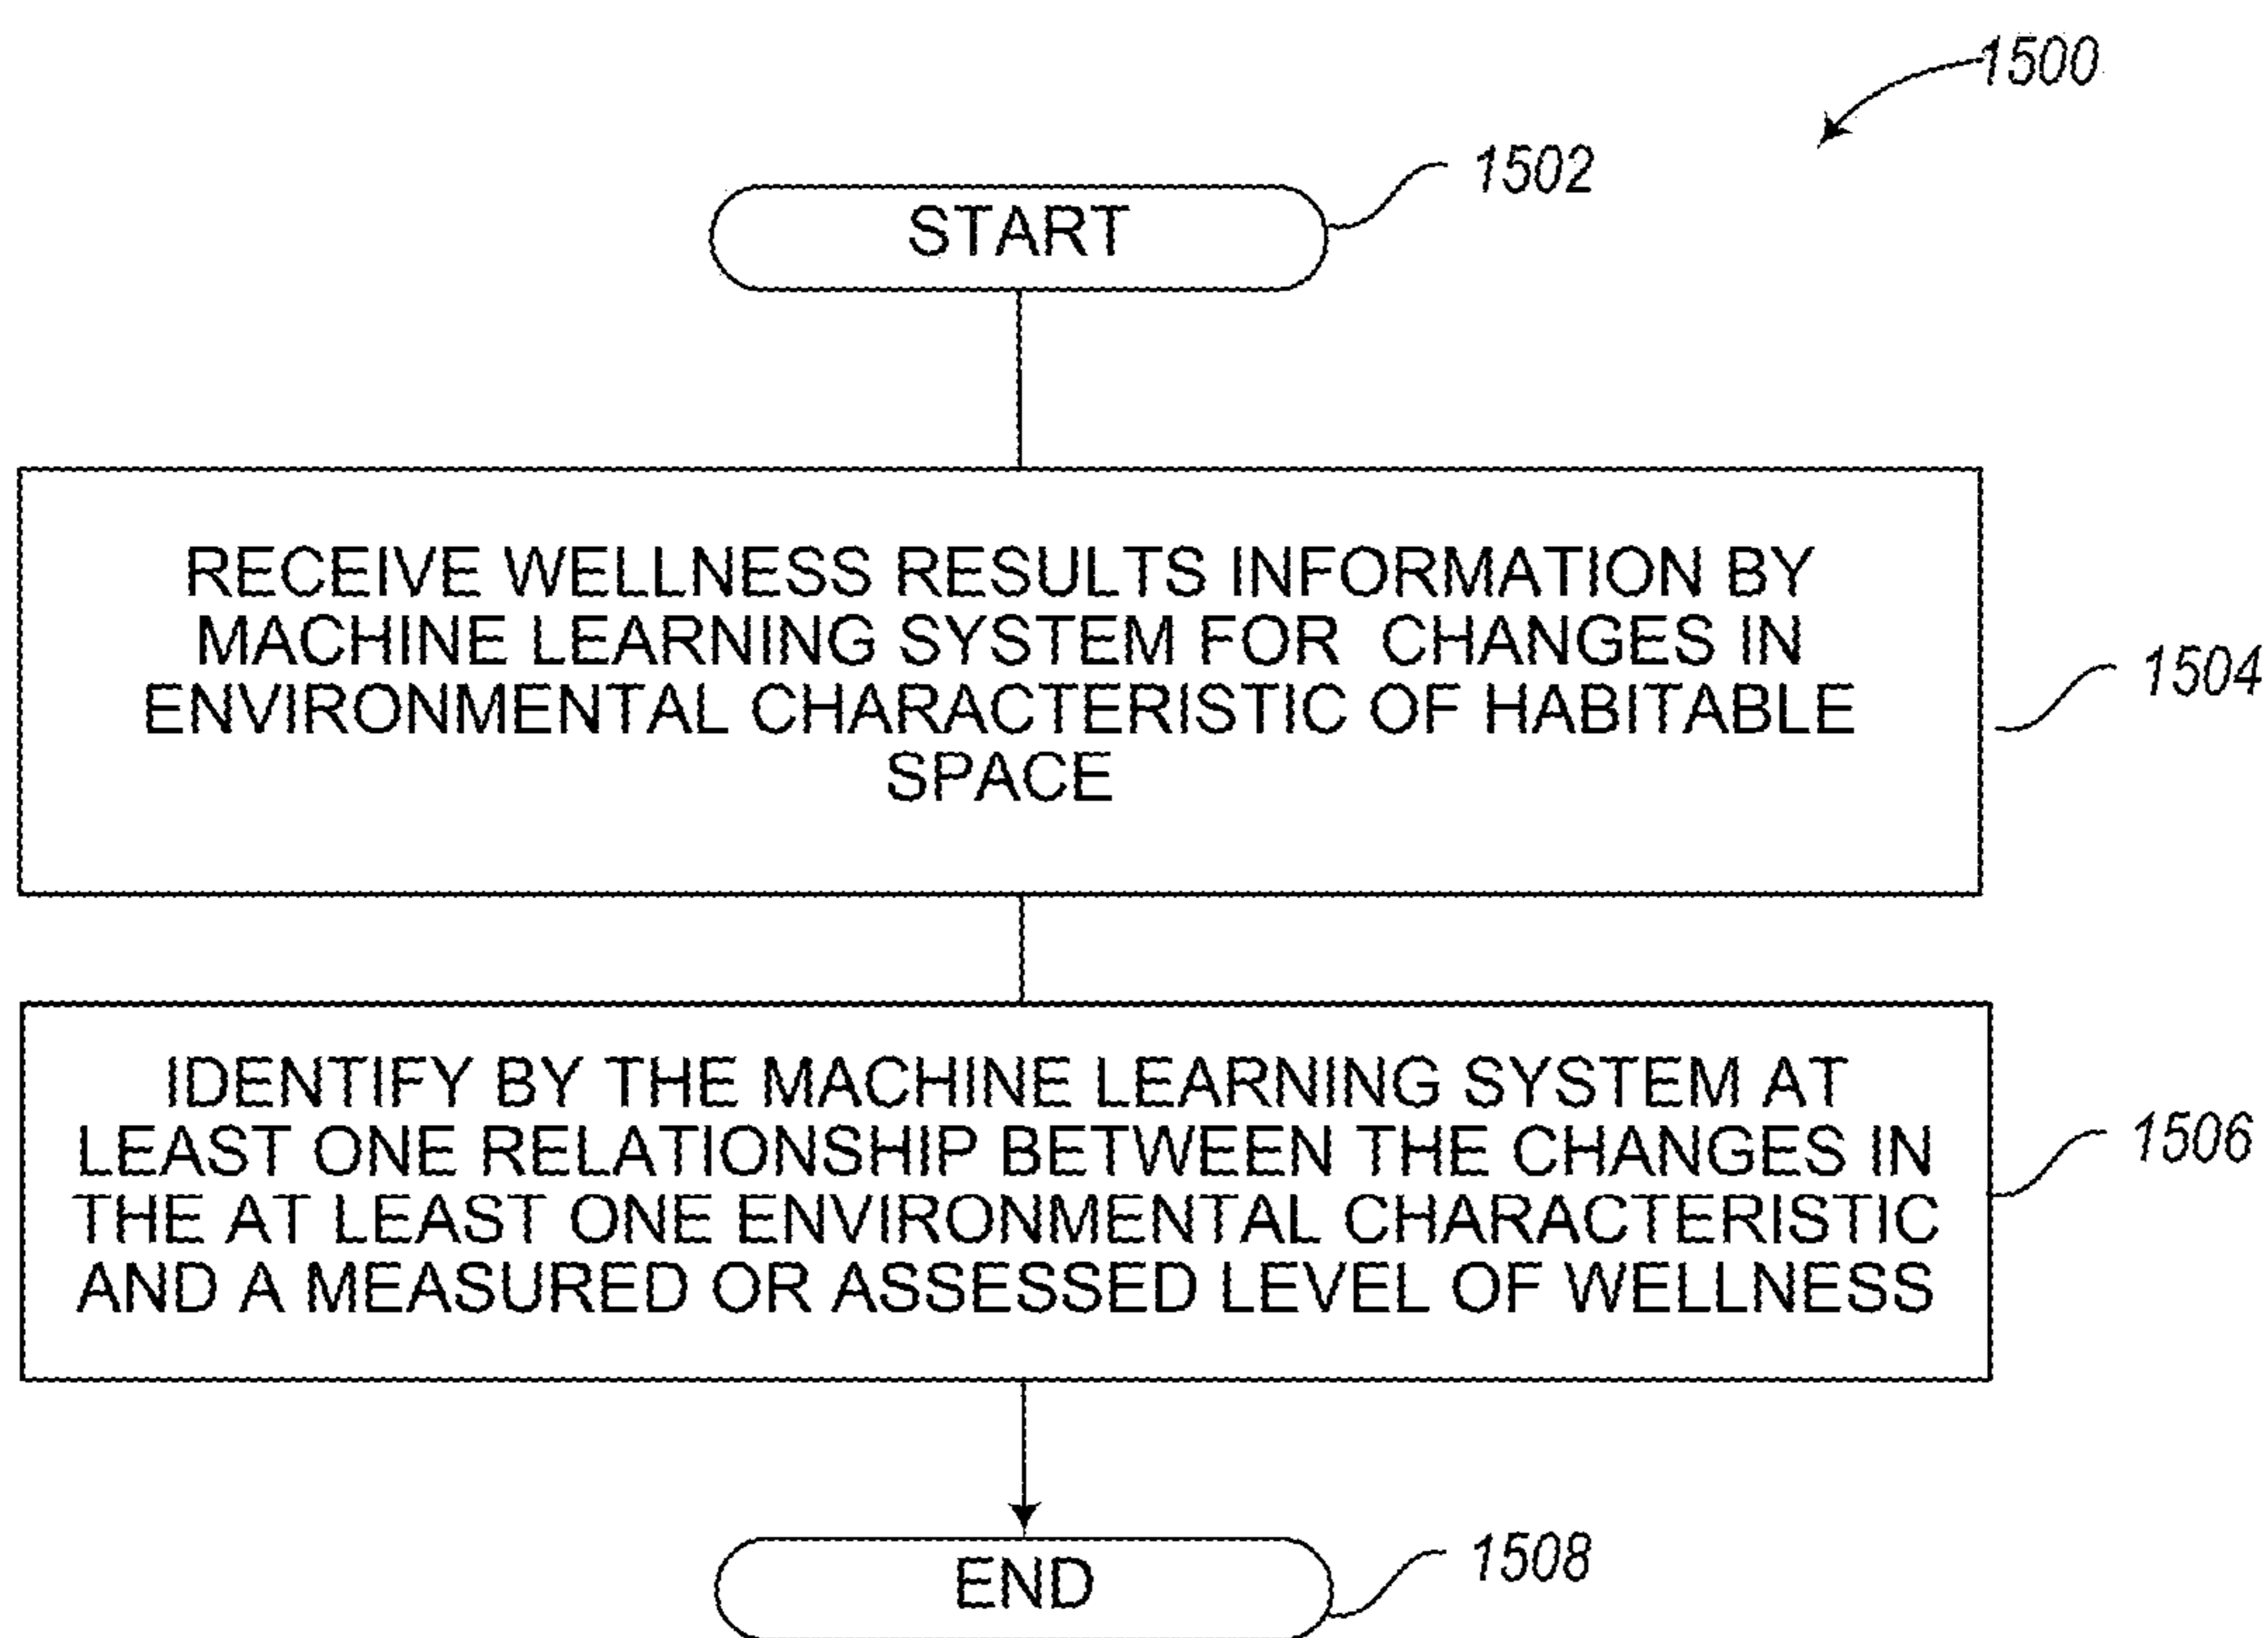 1500
1502
START
RECEIVE WELLNESS RESULTS INFORMATION BY
MACHINE LEARNING SYSTEM FOR CHANGES IN
ENVIRONMENTAL CHARACTERISTIC OF HABITABLE
SPACE
1504
IDENTIFY BY THE MACHINE LEARNING SYSTEM AT
LEAST ONE RELATIONSHIP BETWEEN THE CHANGES IN
THE AT LEAST ONE ENVIRONMENTAL CHARACTERISTIC
AND A MEASURED OR ASSESSED LEVEL OF WELLNESS
1506
END
1508